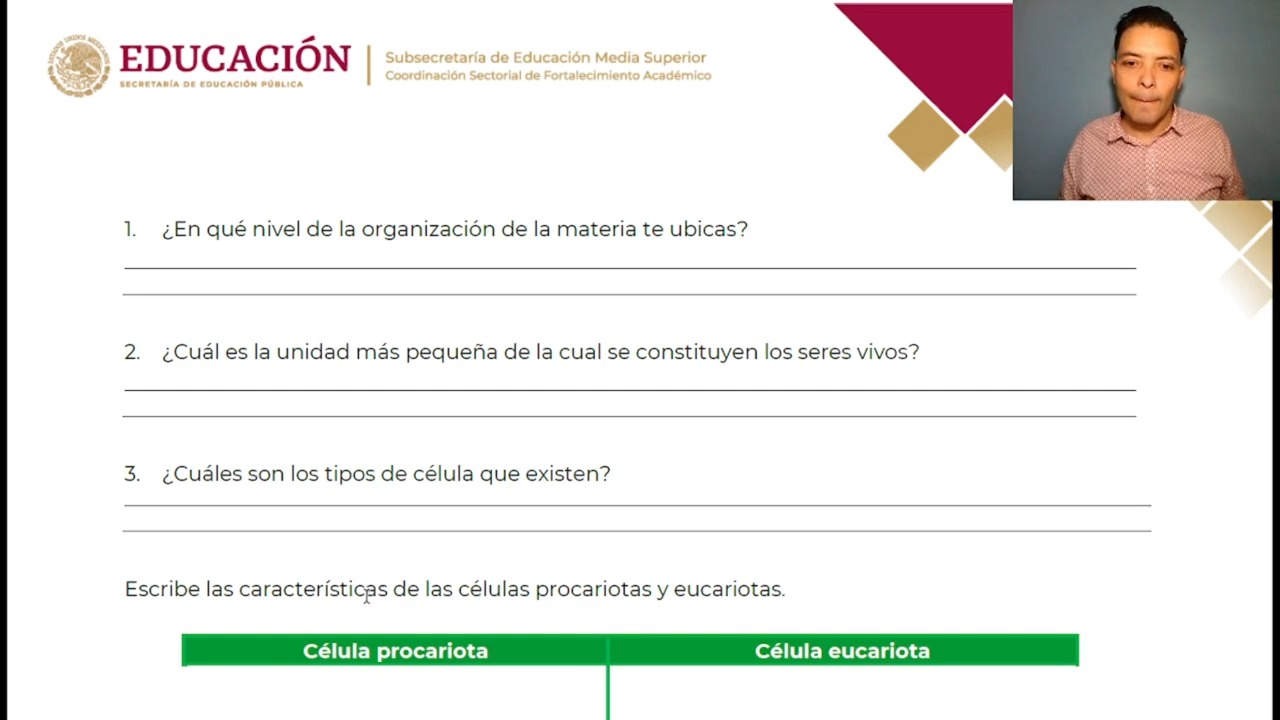 EDUCACIÓN
SECRETARÍA DE EDUCACIÓN PÚBLICA
Subsecretaría de Educación Media Superior
Coordinación Sectorial de Fortalecimiento Académico
1. ¿En qué nivel de la organización de la materia te ubicas?
2. ¿Cuál es la unidad más pequeña de la cual se constituyen los seres vivos?
3. ¿Cuáles son los tipos de célula que existen?
Escribe las características de las células procariotas y eucariotas.
Célula procariota
Célula eucariota